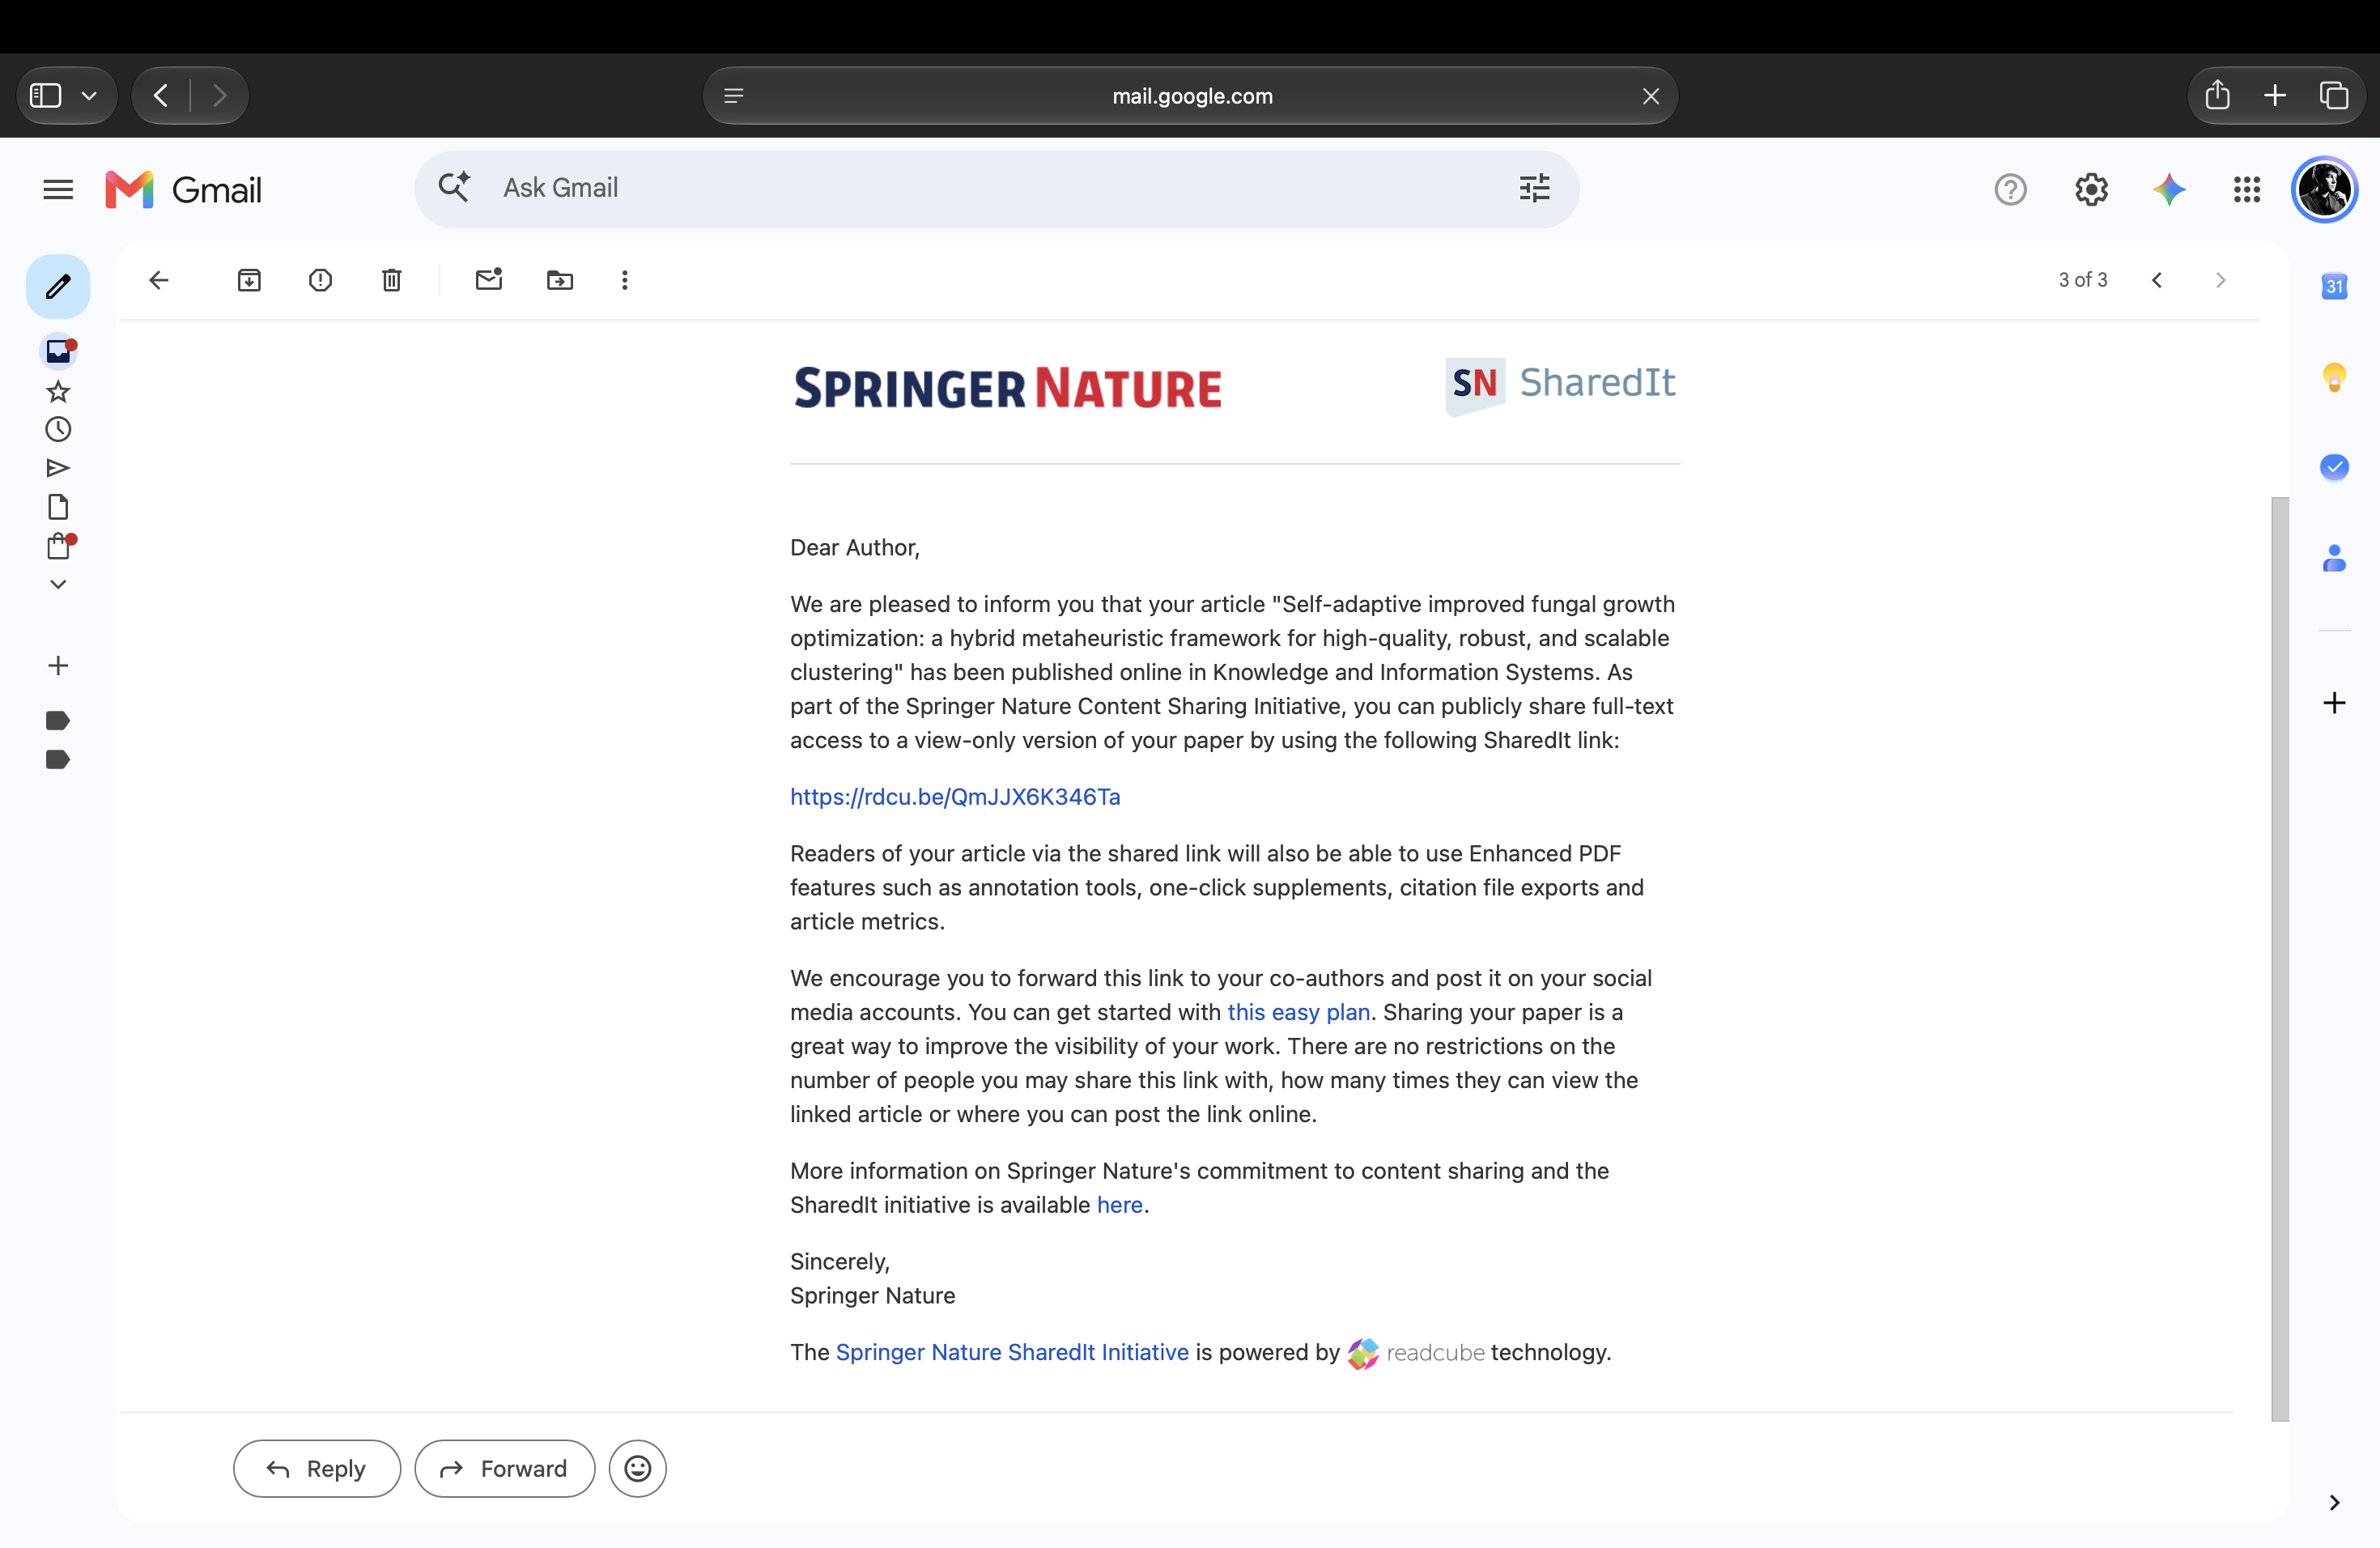 mail.google.com
Gmail
Ask Gmail
3 of 3
31
SPRINGER NATURE
SN SharedIt
Dear Author,
We are pleased to inform you that your article "Self-adaptive improved fungal growth
optimization: a hybrid metaheuristic framework for high-quality, robust, and scalable
clustering" has been published online in Knowledge and Information Systems. As
part of the Springer Nature Content Sharing Initiative, you can publicly share full-text
access to a view-only version of your paper by using the following SharedIt link:
https://rdcu.be/QmJJX6K346Ta
Readers of your article via the shared link will also be able to use Enhanced PDF
features such as annotation tools, one-click supplements, citation file exports and
article metrics.
We encourage you to forward this link to your co-authors and post it on your social
media accounts. You can get started with this easy plan. Sharing your paper is a
great way to improve the visibility of your work. There are no restrictions on the
number of people you may share this link with, how many times they can view the
linked article or where you can post the link online.
More information on Springer Nature's commitment to content sharing and the
SharedIt initiative is available here.
Sincerely,
Springer Nature
The Springer Nature SharedIt Initiative is powered by readcube technology.
Reply
Forward